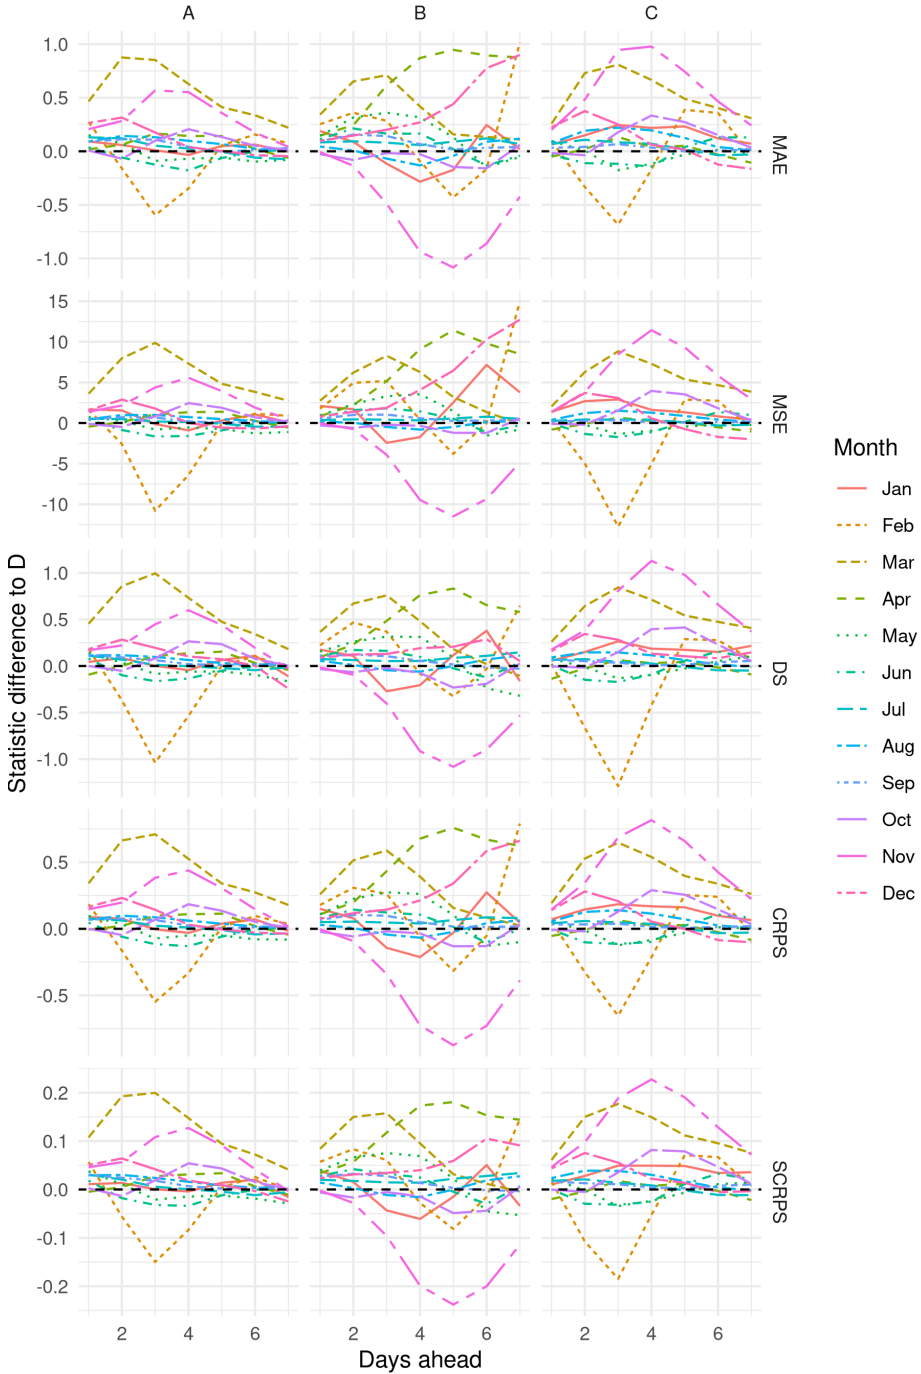 A B C
1.0
0.5
0.0
-0.5
-1.0
MAE
15
10
5
0
-5
-10
MSE
1.0
0.5
0.0
-0.5
-1.0
DS
0.5
0.0
-0.5
CRPS
0.2
0.1
0.0
-0.1
-0.2
SCRPS
2 4 6 2 4 6 2 4 6
Days ahead
Statistic difference to D
Month
Jan
Feb
Mar
Apr
May
Jun
Jul
Aug
Sep
Oct
Nov
Dec